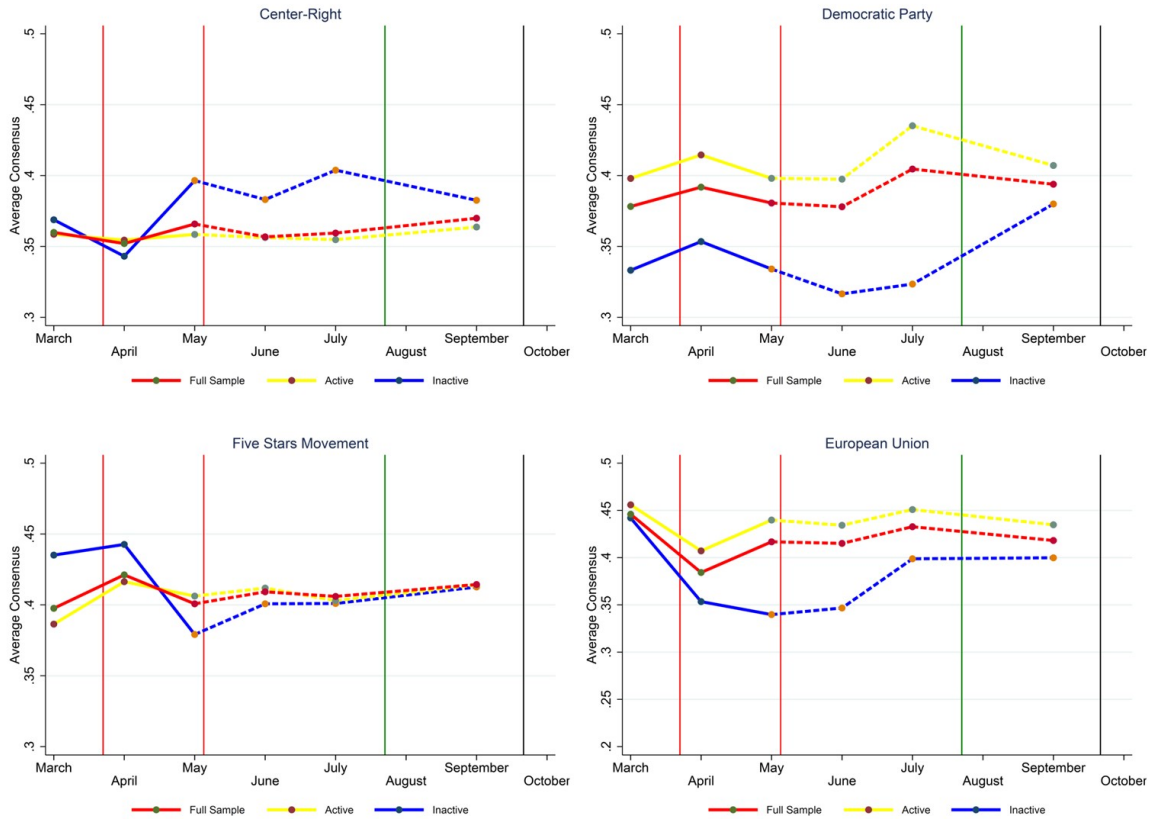 Center-Right
Average Consensus
.5
.45
.4
.35
.3
March April May June July August September October
Full Sample Active Inactive
Democratic Party
Average Consensus
.5
.45
.4
.35
.3
March April May June July August September October
Full Sample Active Inactive
Five Stars Movement
Average Consensus
.5
.45
.4
.35
.3
March April May June July August September October
Full Sample Active Inactive
European Union
Average Consensus
.5
.45
.4
.35
.3
.25
.2
March April May June July August September October
Full Sample Active Inactive